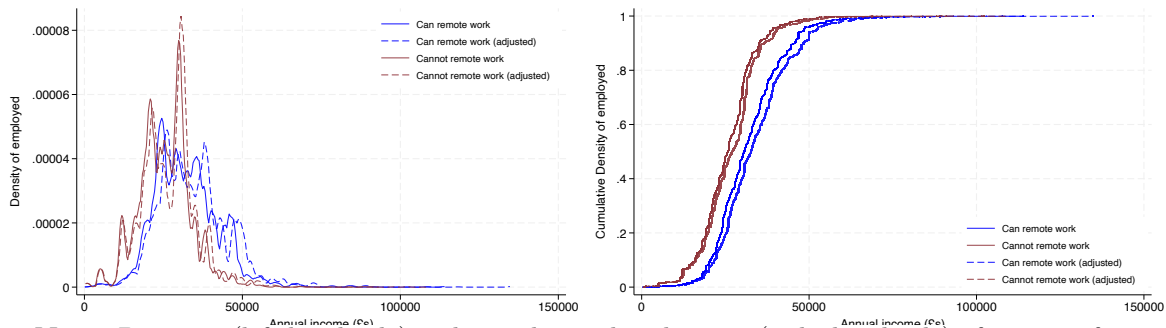 Density of employed
.00008
.00006
.00004
.00002
0
Can remote work
Can remote work (adjusted)
Cannot remote work
Cannot remote work (adjusted)
0
50000
100000
150000
Annual income (£s)
Cumulative Density of employed
1
.8
.6
.4
.2
0
Can remote work
Cannot remote work
Can remote work (adjusted)
Cannot remote work (adjusted)
0
50000
100000
150000
Annual income (£s)